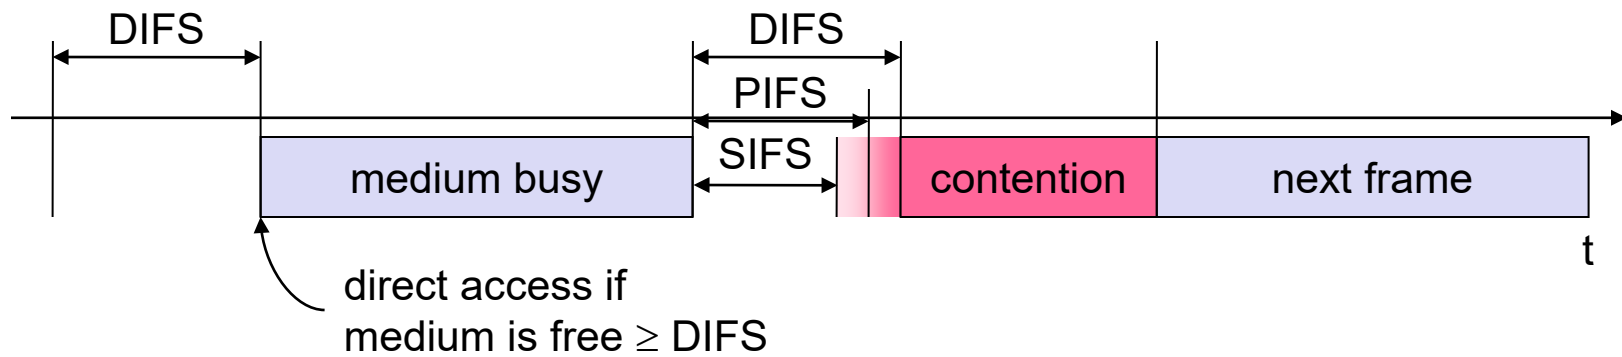 DIFS
DIFS
PIFS
SIFS
medium busy
contention
next frame
t
direct access if
medium is free ≥ DIFS